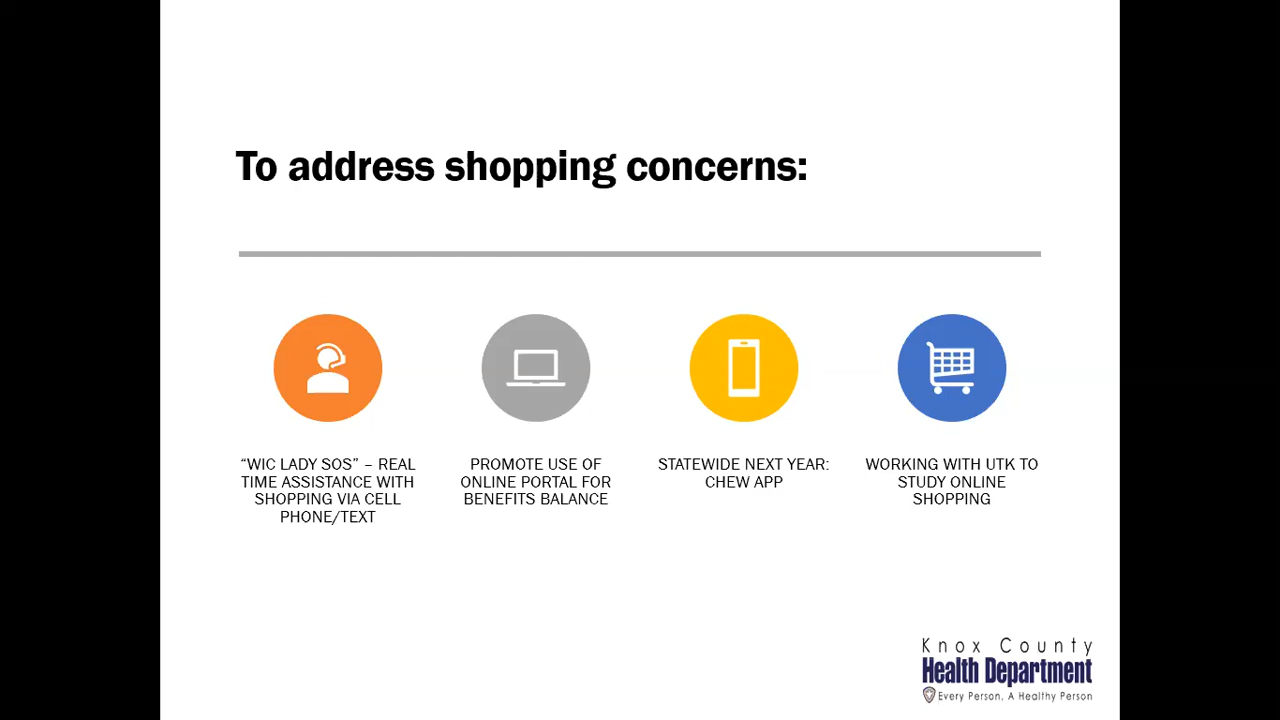 To address shopping concerns:
“WIC LADY SOS” – REAL
TIME ASSISTANCE WITH
SHOPPING VIA CELL
PHONE/TEXT
PROMOTE USE OF
ONLINE PORTAL FOR
BENEFITS BALANCE
STATEWIDE NEXT YEAR:
CHEW APP
WORKING WITH UTK TO
STUDY ONLINE
SHOPPING
Knox County
Health Department
Every Person, A Healthy Person